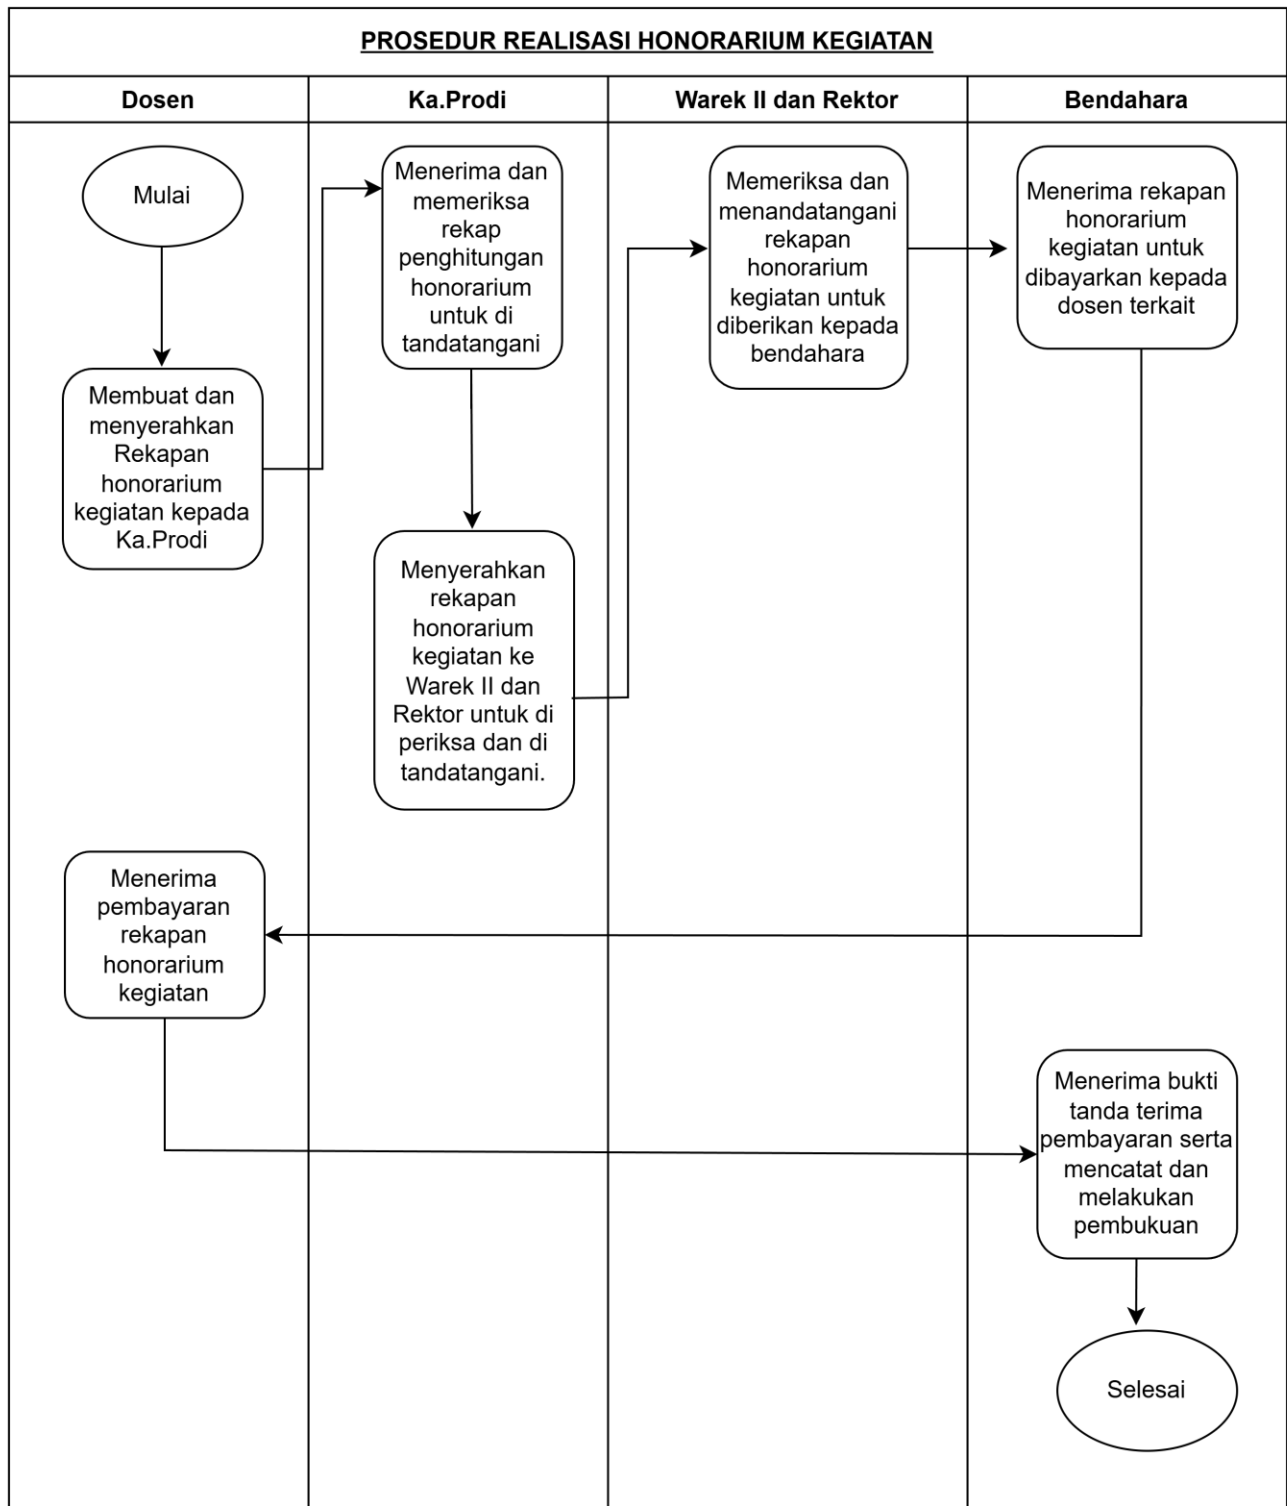 PROSEDUR REALISASI HONORARIUM KEGIATAN
Dosen
Ka.Prodi
Warek II dan Rektor
Bendahara
Mulai
Membuat dan
menyerahkan
Rekapan
honorarium
kegiatan kepada
Ka.Prodi
Menerima dan
memeriksa
rekap
penghitungan
honorarium
untuk di
tandatangani
Menyerahkan
rekapan
honorarium
kegiatan ke
Warek II dan
Rektor untuk di
periksa dan di
tandatangani.
Memeriksa dan
menandatangani
rekapan
honorarium
kegiatan untuk
diberikan kepada
bendahara
Menerima rekapan
honorarium
kegiatan untuk
dibayarkan kepada
dosen terkait
Menerima
pembayaran
rekapan
honorarium
kegiatan
Menerima bukti
tanda terima
pembayaran serta
mencatat dan
melakukan
pembukuan
Selesai